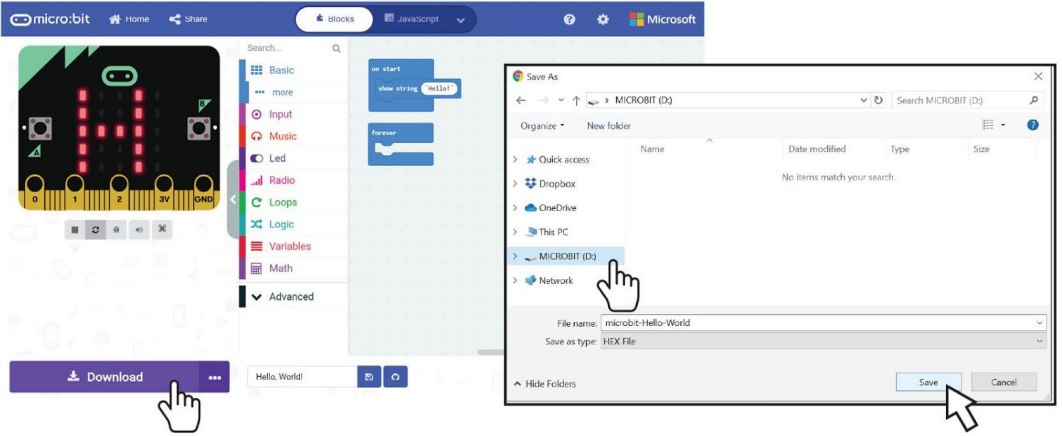 micro:bit Home Share Blocks JavaScript Microsoft
Search...
Basic
more
Input
Music
Led
Radio
Loops
Logic
Variables
Math
Advanced
on start
show string "Hello!"
forever
A
B
0 1 2 3V GND
Download
Hello, World!
Save As
MICROBIT (D:) Search MICROBIT (D:)
Organize New folder
Name Date modified Type Size
No items match your search.
Quick access
Dropbox
OneDrive
This PC
MICROBIT (D:)
Network
File name: microbit-Hello-World
Save as type: HEX File
Hide Folders Save Cancel